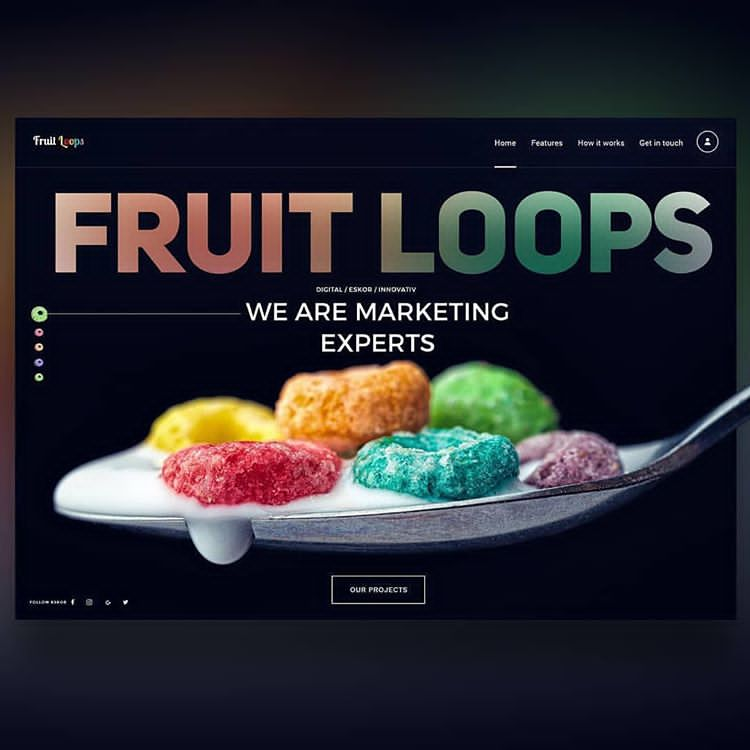 Fruit Loops
Home Features How it works Get in touch
FRUIT LOOPS
DIGITAL / ESKOR / INNOVATIV
WE ARE MARKETING
EXPERTS
OUR PROJECTS
FOLLOW ESKOR